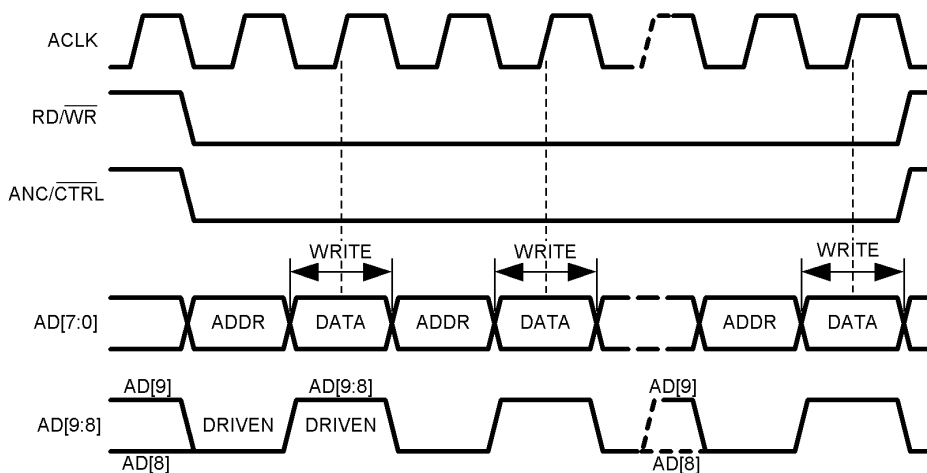 ACLK
RD/WR
ANC/CTRL
WRITE WRITE WRITE
AD[7:0] ADDR DATA ADDR DATA ADDR DATA
AD[9] AD[9:8] AD[9]
AD[9:8] DRIVEN DRIVEN
AD[8] AD[8]